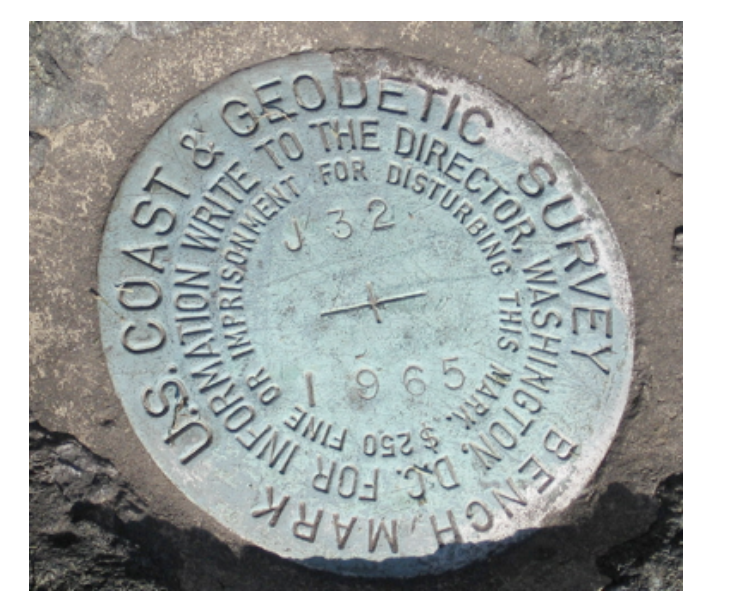 U.S. COAST & GEODETIC SURVEY
BENCH MARK
FOR INFORMATION WRITE TO THE DIRECTOR, WASHINGTON, D.C.
$250 FINE OR IMPRISONMENT FOR DISTURBING THIS MARK.
J 32
1965